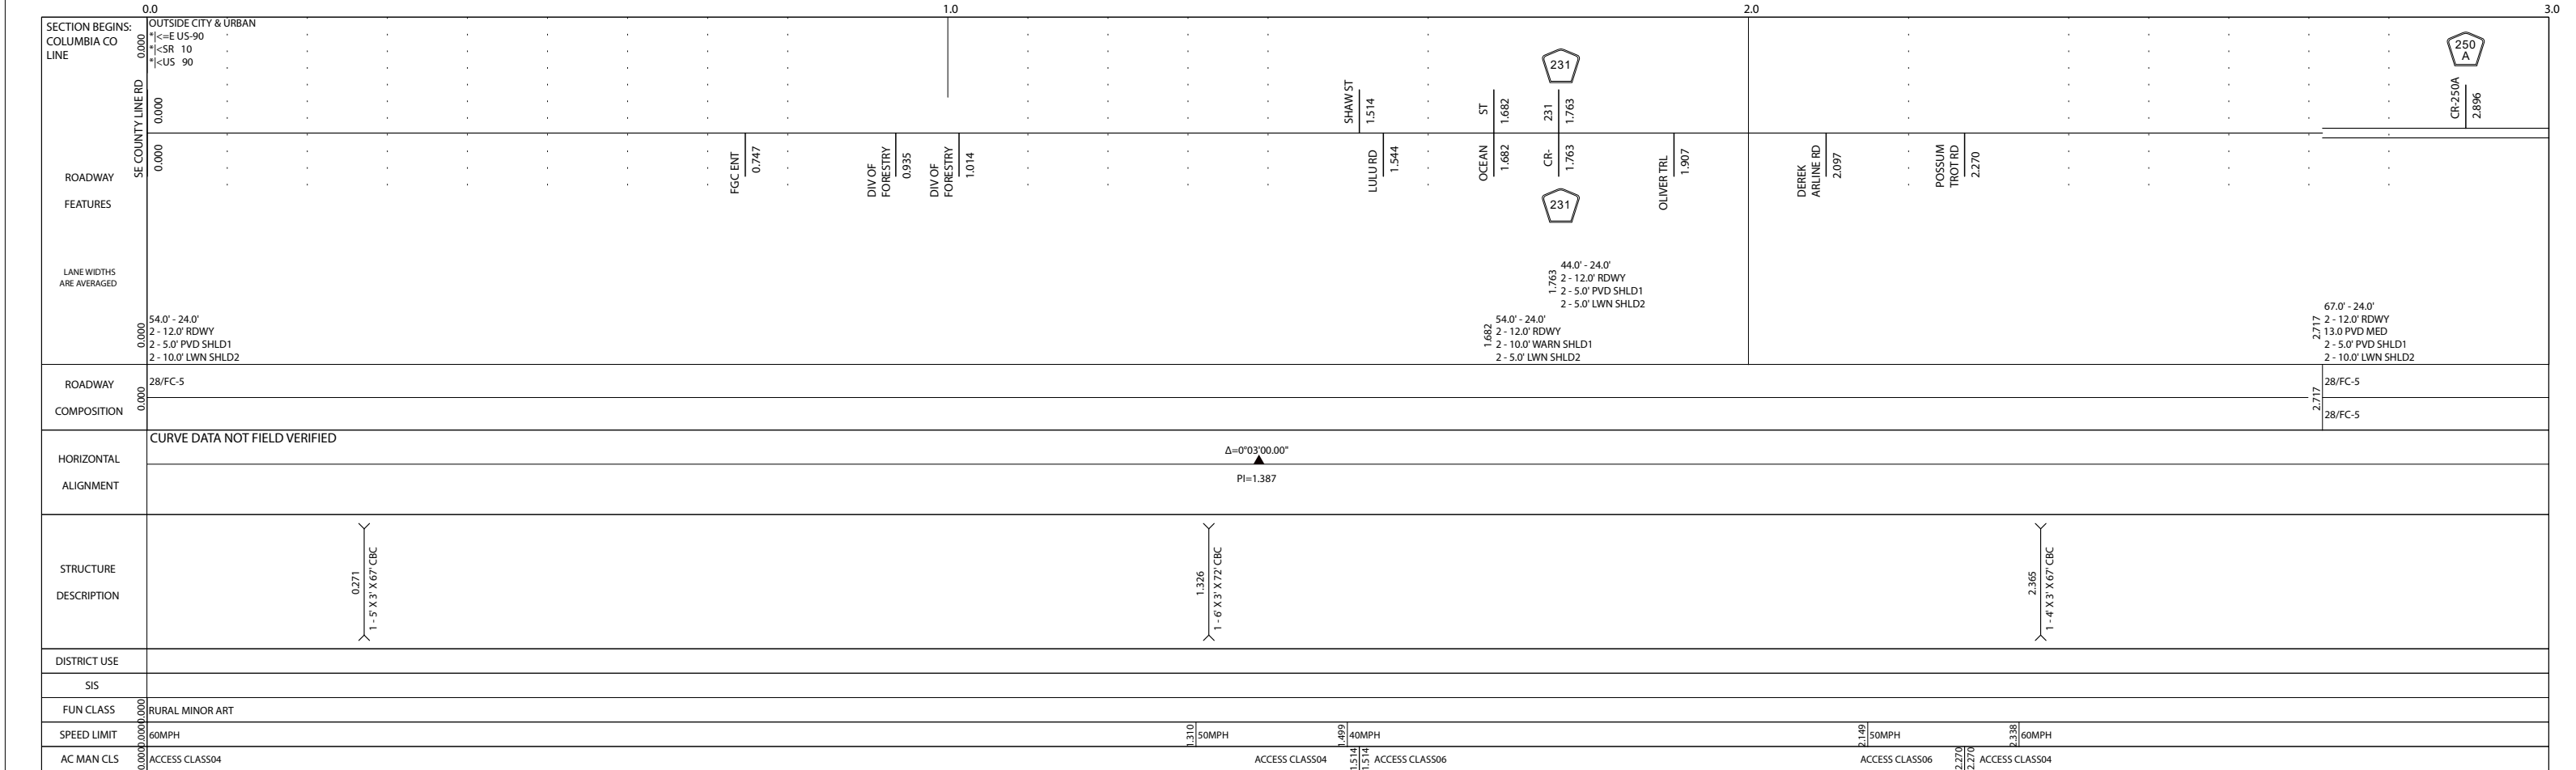 0.0 1.0 2.0 3.0
SECTION BEGINS:
COLUMBIA CO
LINE
0.000
OUTSIDE CITY & URBAN
*|<=E US-90
*|<SR 10
*|<US 90
SE COUNTY LINE RD
0.000
0.000
SHAW ST
1.514
ST
1.682
231
231
1.763
250
A
CR-250A
2.896
ROADWAY
FEATURES
FGC ENT
0.747
DIV OF
FORESTRY
0.935
DIV OF
FORESTRY
1.014
LULU RD
1.544
OCEAN
1.682
CR-
1.763
231
OLIVER TRL
1.907
DEREK
ARLINE RD
2.097
POSSUM
TROT RD
2.270
LANE WIDTHS
ARE AVERAGED
0.000
54.0' - 24.0'
2 - 12.0' RDWY
2 - 5.0' PVD SHLD1
2 - 10.0' LWN SHLD2
1.682
54.0' - 24.0'
2 - 12.0' RDWY
2 - 10.0' WARN SHLD1
2 - 5.0' LWN SHLD2
1.763
44.0' - 24.0'
2 - 12.0' RDWY
2 - 5.0' PVD SHLD1
2 - 5.0' LWN SHLD2
2.717
67.0' - 24.0'
2 - 12.0' RDWY
13.0 PVD MED
2 - 5.0' PVD SHLD1
2 - 10.0' LWN SHLD2
ROADWAY
COMPOSITION
0.000
28/FC-5
2.717
28/FC-5
28/FC-5
HORIZONTAL
ALIGNMENT
CURVE DATA NOT FIELD VERIFIED
Δ=0°03'00.00"
PI=1.387
STRUCTURE
DESCRIPTION
0.271
1 - 5' X 3' X 67' CBC
1.326
1 - 6' X 3' X 72' CBC
2.365
1 - 4' X 3' X 67' CBC
DISTRICT USE
SIS
FUN CLASS 0.000 RURAL MINOR ART
SPEED LIMIT 0.000 60MPH 1.310 50MPH 1.499 40MPH 2.149 50MPH 2.338 60MPH
AC MAN CLS 0.000 ACCESS CLASS04 ACCESS CLASS04 1.514 1.514 ACCESS CLASS06 ACCESS CLASS06 2.270 2.270 ACCESS CLASS04